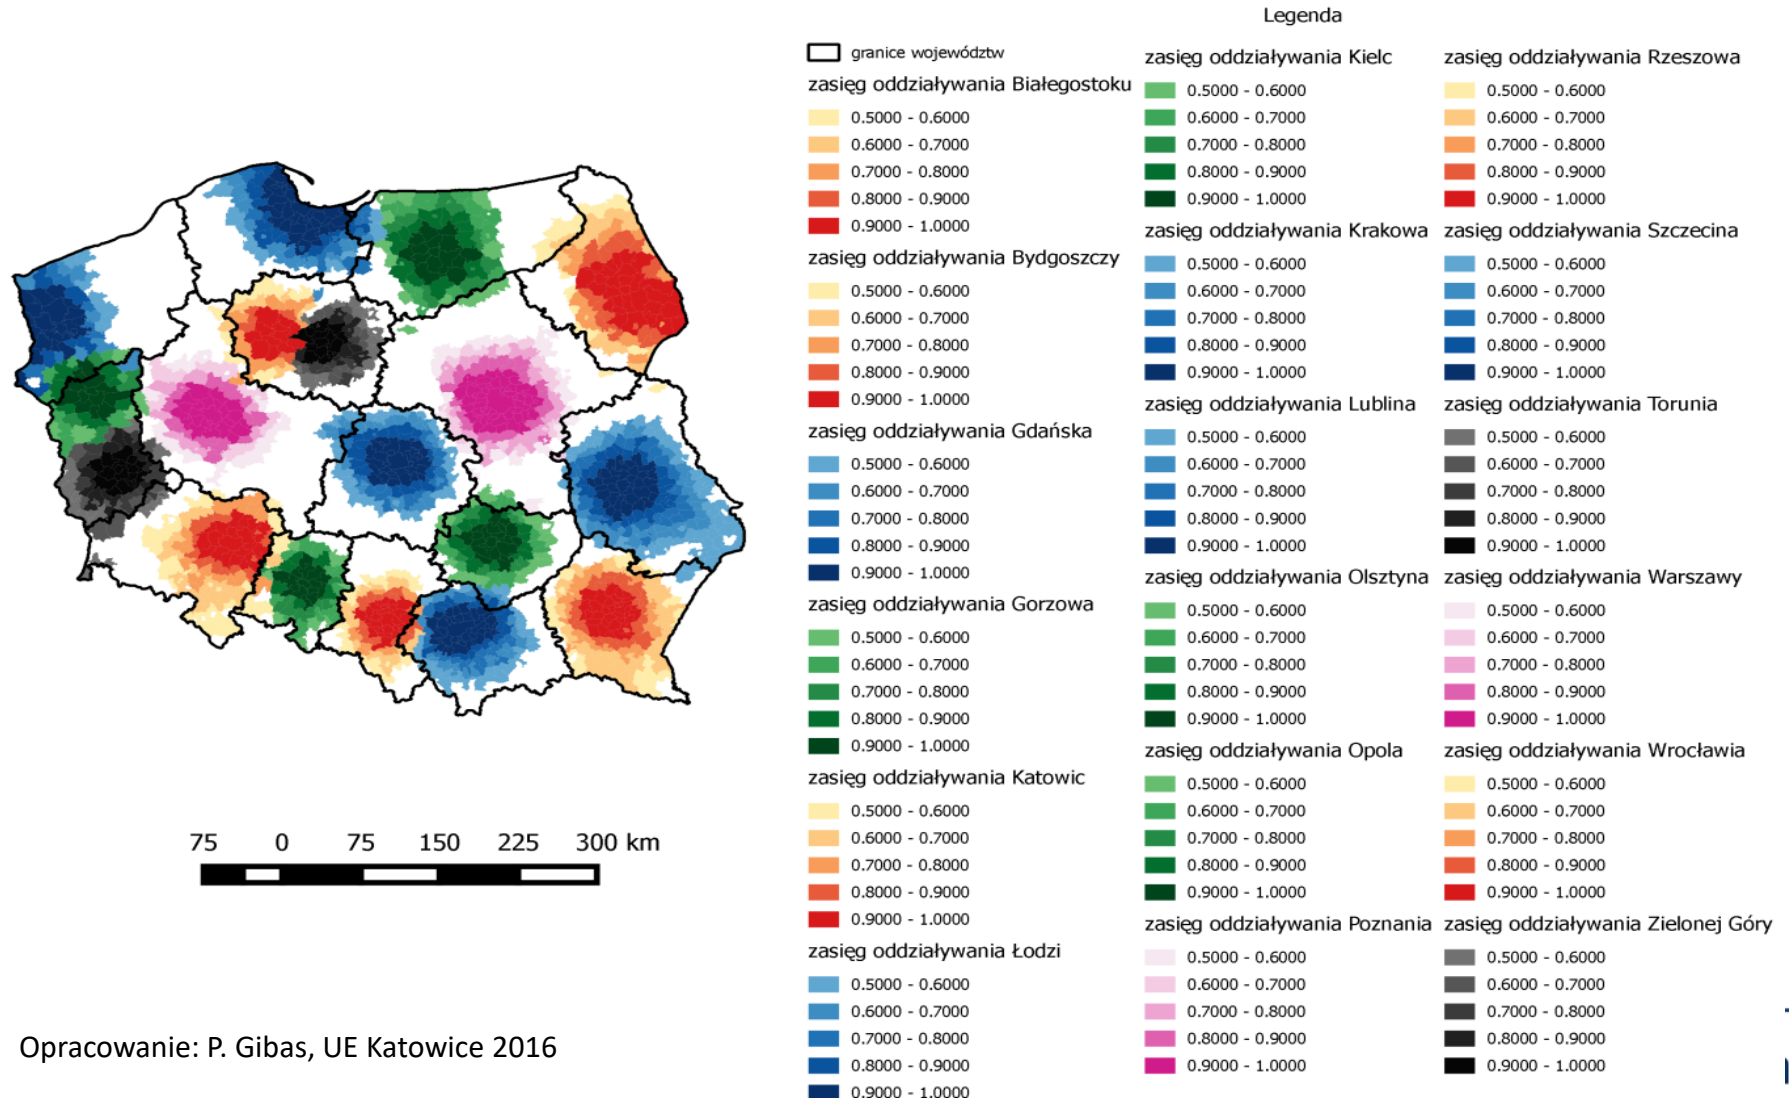 Legenda
granice województw
zasięg oddziaływania Białegostoku
0.5000 - 0.6000
0.6000 - 0.7000
0.7000 - 0.8000
0.8000 - 0.9000
0.9000 - 1.0000
zasięg oddziaływania Bydgoszczy
0.5000 - 0.6000
0.6000 - 0.7000
0.7000 - 0.8000
0.8000 - 0.9000
0.9000 - 1.0000
zasięg oddziaływania Gdańska
0.5000 - 0.6000
0.6000 - 0.7000
0.7000 - 0.8000
0.8000 - 0.9000
0.9000 - 1.0000
zasięg oddziaływania Gorzowa
0.5000 - 0.6000
0.6000 - 0.7000
0.7000 - 0.8000
0.8000 - 0.9000
0.9000 - 1.0000
zasięg oddziaływania Katowic
0.5000 - 0.6000
0.6000 - 0.7000
0.7000 - 0.8000
0.8000 - 0.9000
0.9000 - 1.0000
zasięg oddziaływania Łodzi
0.5000 - 0.6000
0.6000 - 0.7000
0.7000 - 0.8000
0.8000 - 0.9000
0.9000 - 1.0000
zasięg oddziaływania Kielc
0.5000 - 0.6000
0.6000 - 0.7000
0.7000 - 0.8000
0.8000 - 0.9000
0.9000 - 1.0000
zasięg oddziaływania Krakowa
0.5000 - 0.6000
0.6000 - 0.7000
0.7000 - 0.8000
0.8000 - 0.9000
0.9000 - 1.0000
zasięg oddziaływania Lublina
0.5000 - 0.6000
0.6000 - 0.7000
0.7000 - 0.8000
0.8000 - 0.9000
0.9000 - 1.0000
zasięg oddziaływania Olsztyna
0.5000 - 0.6000
0.6000 - 0.7000
0.7000 - 0.8000
0.8000 - 0.9000
0.9000 - 1.0000
zasięg oddziaływania Opola
0.5000 - 0.6000
0.6000 - 0.7000
0.7000 - 0.8000
0.8000 - 0.9000
0.9000 - 1.0000
zasięg oddziaływania Poznania
0.5000 - 0.6000
0.6000 - 0.7000
0.7000 - 0.8000
0.8000 - 0.9000
0.9000 - 1.0000
zasięg oddziaływania Rzeszowa
0.5000 - 0.6000
0.6000 - 0.7000
0.7000 - 0.8000
0.8000 - 0.9000
0.9000 - 1.0000
zasięg oddziaływania Szczecina
0.5000 - 0.6000
0.6000 - 0.7000
0.7000 - 0.8000
0.8000 - 0.9000
0.9000 - 1.0000
zasięg oddziaływania Torunia
0.5000 - 0.6000
0.6000 - 0.7000
0.7000 - 0.8000
0.8000 - 0.9000
0.9000 - 1.0000
zasięg oddziaływania Warszawy
0.5000 - 0.6000
0.6000 - 0.7000
0.7000 - 0.8000
0.8000 - 0.9000
0.9000 - 1.0000
zasięg oddziaływania Wrocławia
0.5000 - 0.6000
0.6000 - 0.7000
0.7000 - 0.8000
0.8000 - 0.9000
0.9000 - 1.0000
zasięg oddziaływania Zielonej Góry
0.5000 - 0.6000
0.6000 - 0.7000
0.7000 - 0.8000
0.8000 - 0.9000
0.9000 - 1.0000
75 0 75 150 225 300 km
Opracowanie: P. Gibas, UE Katowice 2016